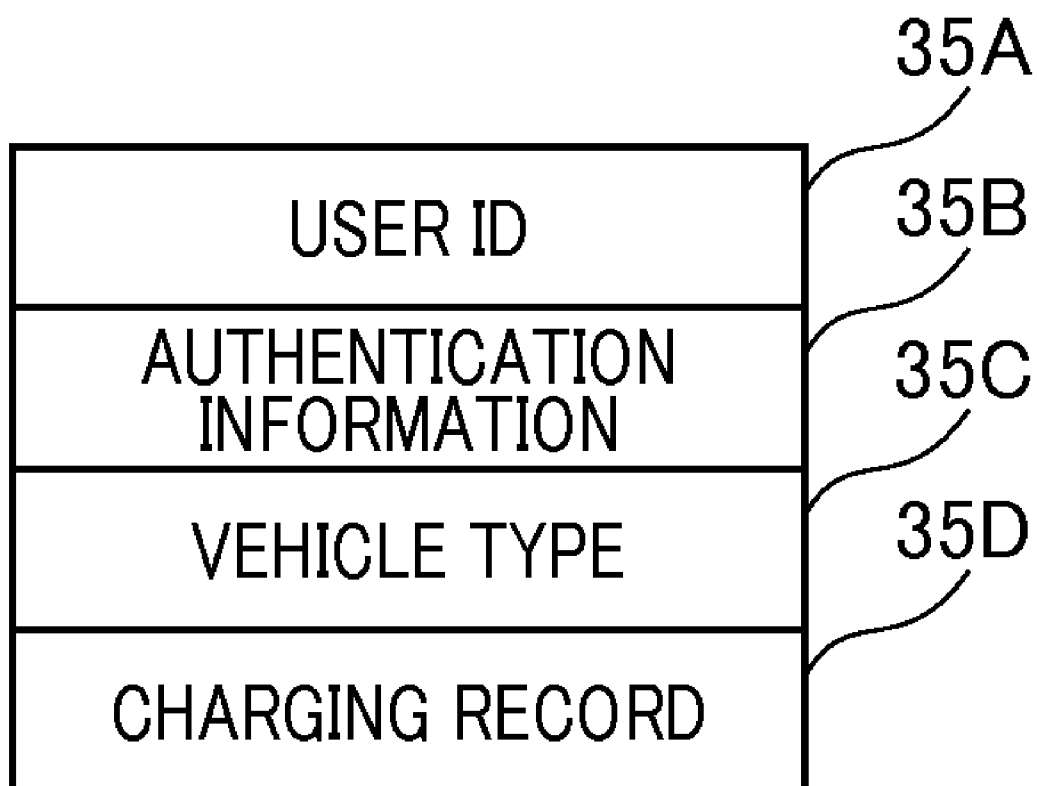 35A
USER ID
35B
AUTHENTICATION
INFORMATION
35C
VEHICLE TYPE
35D
CHARGING RECORD